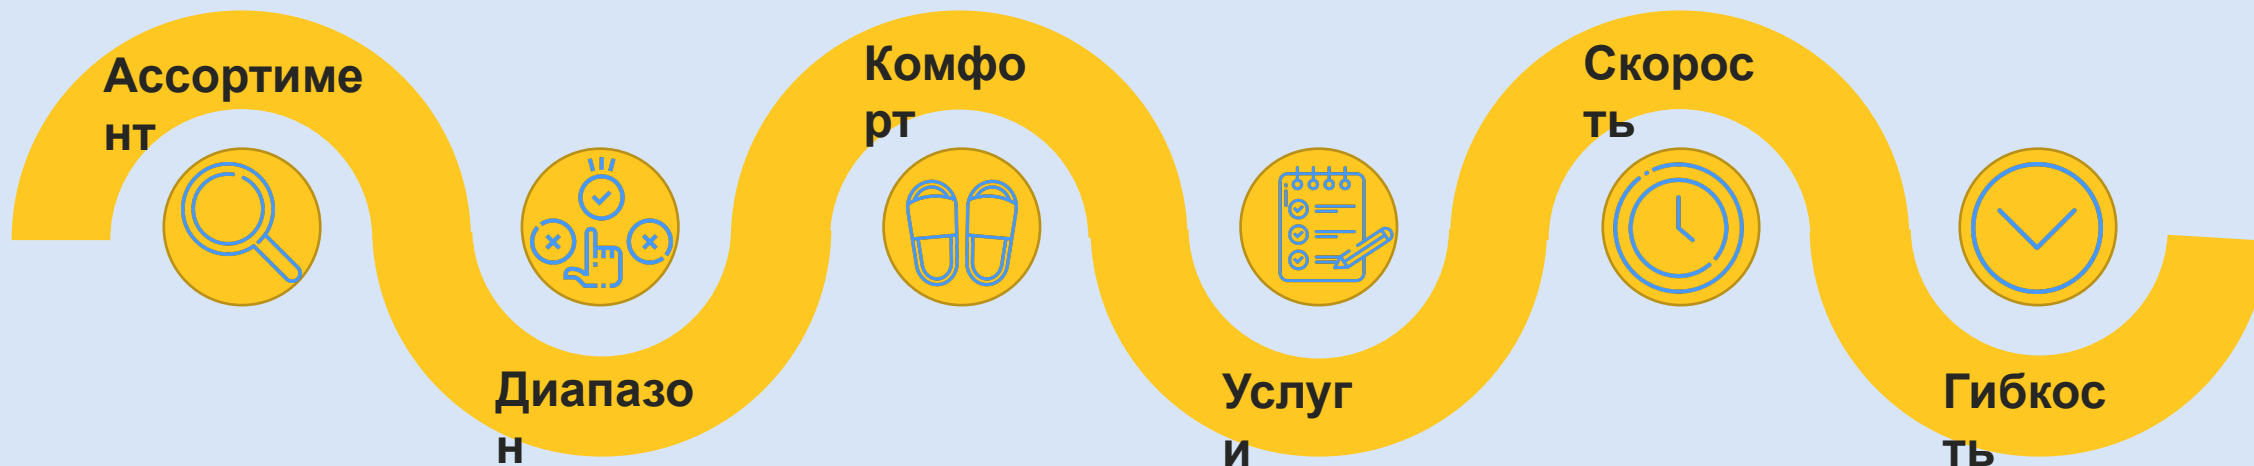 Ассортиме
нт
Диапазо
н
Комфо
рт
Услуг
и
Скорос
ть
Гибкос
ть